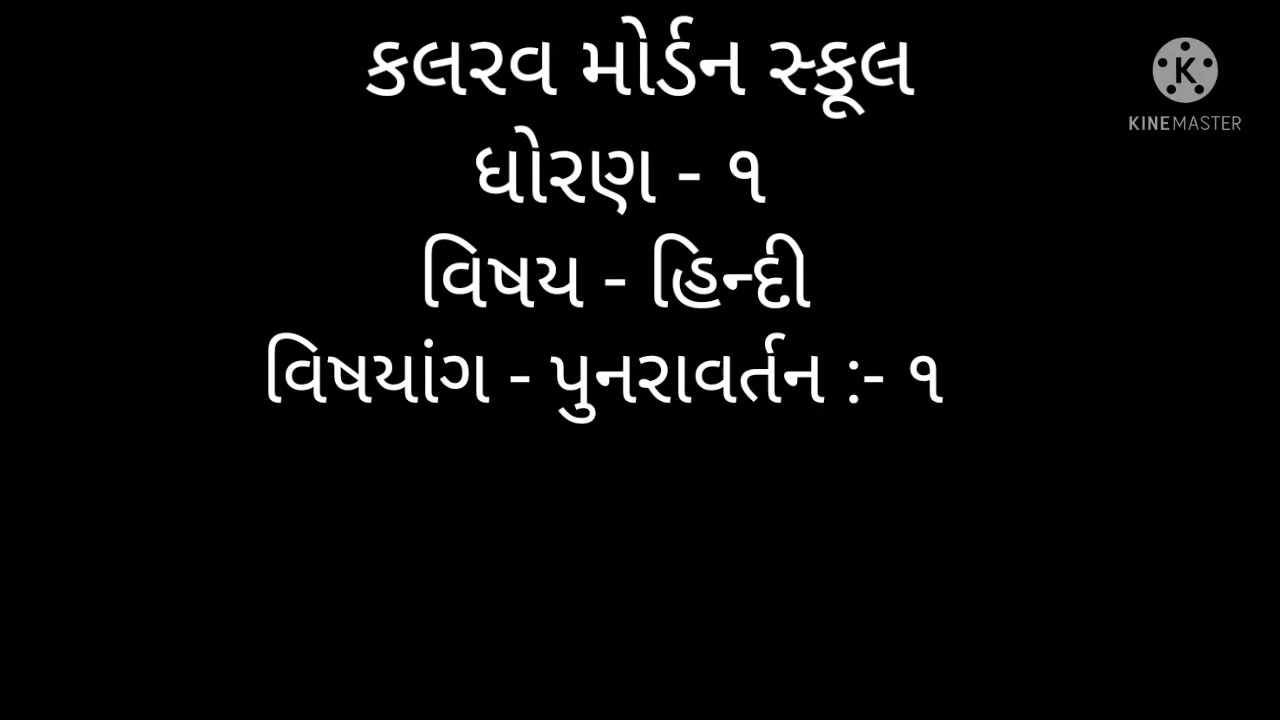 કલરવ મોર્ડન સ્કૂલ
ધોરણ - ૧
વિષય - હિન્દી
વિષયાંગ - પુનરાવર્તન :- ૧
K
KINEMASTER